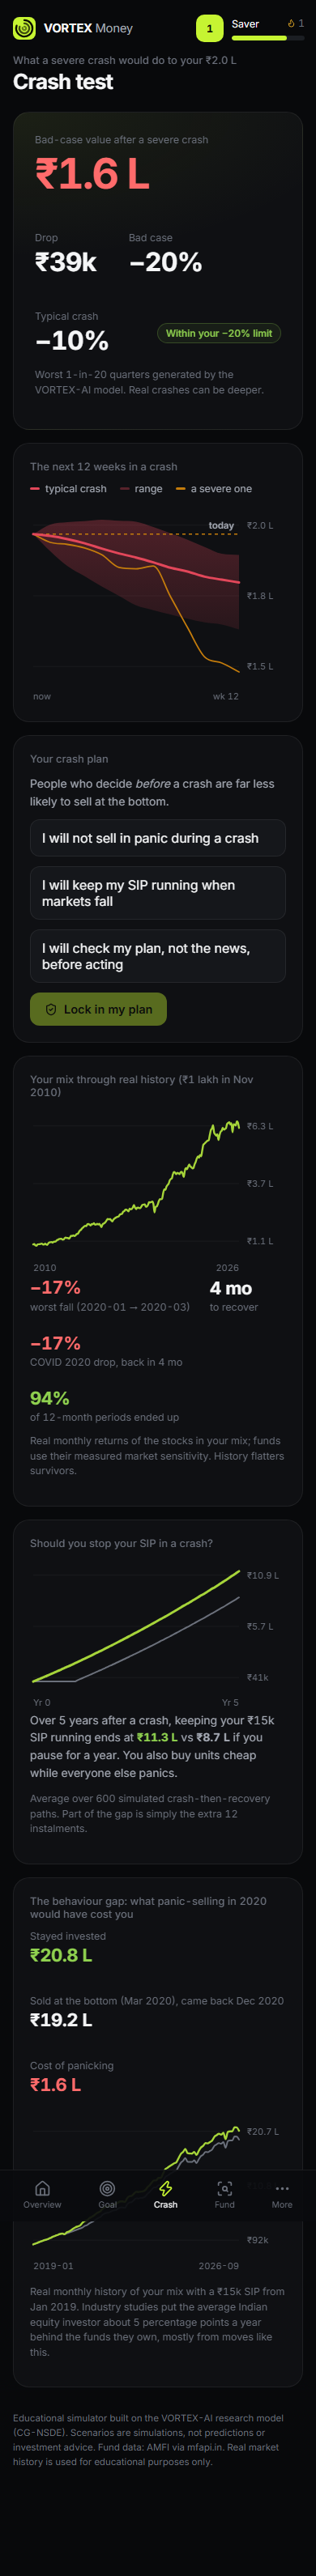 VORTEX Money
1
Saver
1
What a severe crash would do to your ₹2.0 L
Crash test
Bad-case value after a severe crash
₹1.6 L
Drop
Bad case
₹39k
−20%
Typical crash
−10%
Within your −20% limit
Worst 1-in-20 quarters generated by the
VORTEX-AI model. Real crashes can be deeper.
The next 12 weeks in a crash
typical crash
range
a severe one
today
₹2.0 L
₹1.8 L
₹1.5 L
now
wk 12
Your crash plan
People who decide before a crash are far less
likely to sell at the bottom.
I will not sell in panic during a crash
I will keep my SIP running when
markets fall
I will check my plan, not the news,
before acting
Lock in my plan
Your mix through real history (₹1 lakh in Nov
2010)
₹6.3 L
₹3.7 L
₹1.1 L
2010
2026
−17%
4 mo
worst fall (2020-01 → 2020-03)
to recover
−17%
COVID 2020 drop, back in 4 mo
94%
of 12-month periods ended up
Real monthly returns of the stocks in your mix; funds
use their measured market sensitivity. History flatters
survivors.
Should you stop your SIP in a crash?
₹10.9 L
₹5.7 L
₹41k
Yr 0
Yr 5
Over 5 years after a crash, keeping your ₹15k
SIP running ends at ₹11.3 L vs ₹8.7 L if you
pause for a year. You also buy units cheap
while everyone else panics.
Average over 600 simulated crash-then-recovery
paths. Part of the gap is simply the extra 12
instalments.
The behaviour gap: what panic-selling in 2020
would have cost you
Stayed invested
₹20.8 L
Sold at the bottom (Mar 2020), came back Dec 2020
₹19.2 L
Cost of panicking
₹1.6 L
₹20.7 L
Overview
Goal
Crash
Fund
More
₹92k
2019-01
2026-09
Real monthly history of your mix with a ₹15k SIP from
Jan 2019. Industry studies put the average Indian
equity investor about 5 percentage points a year
behind the funds they own, mostly from moves like
this.
Educational simulator built on the VORTEX-AI research model
(CG-NSDE). Scenarios are simulations, not predictions or
investment advice. Fund data: AMFI via mfapi.in. Real market
history is used for educational purposes only.